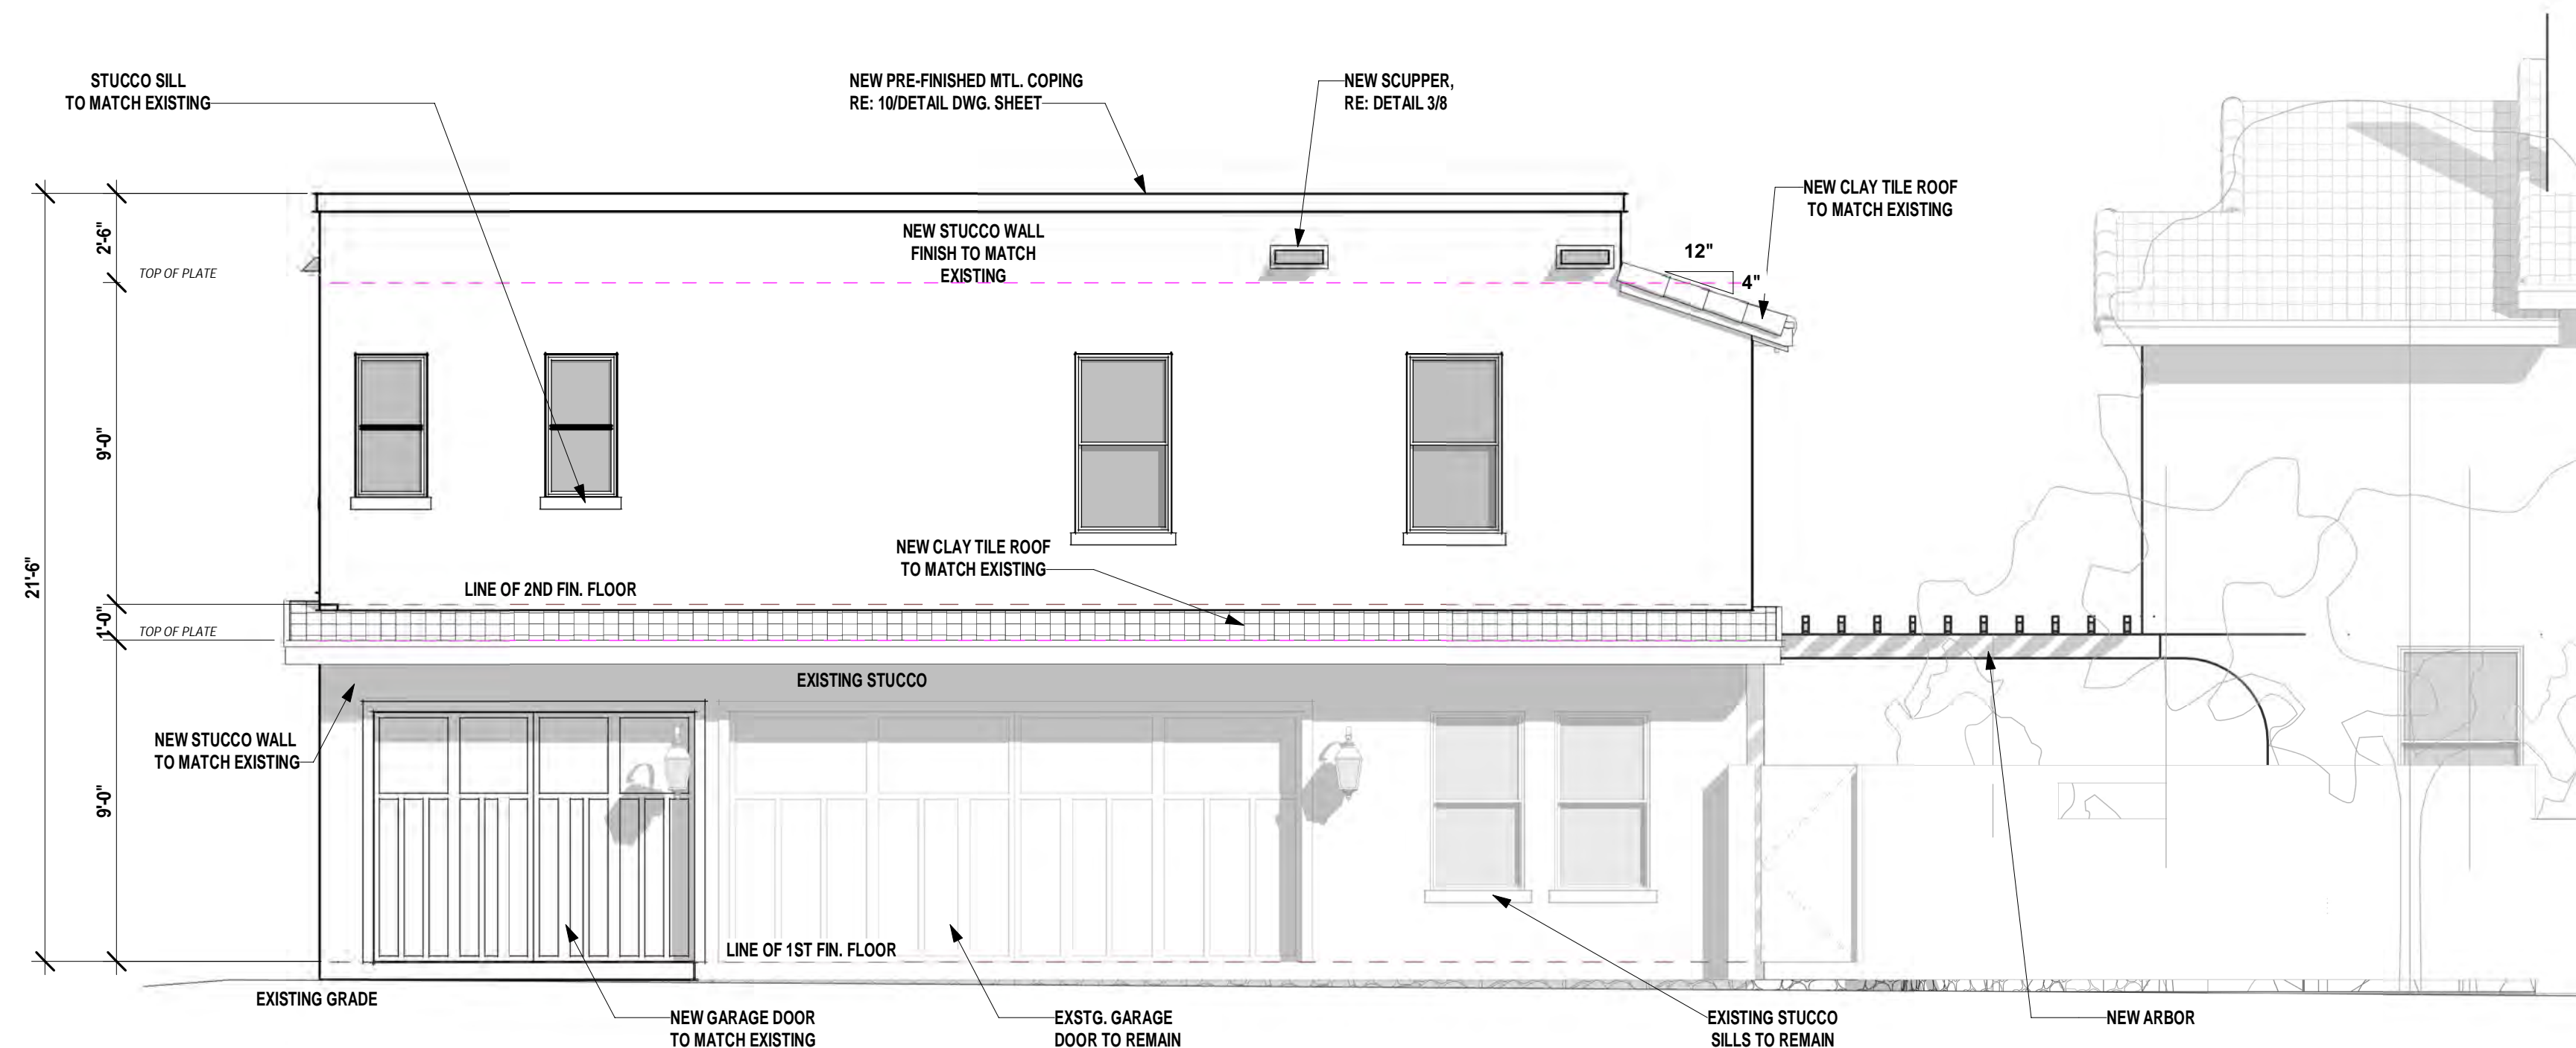 STUCCO SILL
TO MATCH EXISTING
NEW PRE-FINISHED MTL. COPING
RE: 10/DETAIL DWG. SHEET
NEW SCUPPER,
RE: DETAIL 3/8
NEW CLAY TILE ROOF
TO MATCH EXISTING
NEW STUCCO WALL
FINISH TO MATCH
EXISTING
12"
4"
2'-6"
TOP OF PLATE
9'-0"
21'-6"
NEW CLAY TILE ROOF
TO MATCH EXISTING
LINE OF 2ND FIN. FLOOR
1'-0"
TOP OF PLATE
EXISTING STUCCO
NEW STUCCO WALL
TO MATCH EXISTING
9'-0"
LINE OF 1ST FIN. FLOOR
EXISTING GRADE
NEW GARAGE DOOR
TO MATCH EXISTING
EXSTG. GARAGE
DOOR TO REMAIN
EXISTING STUCCO
SILLS TO REMAIN
NEW ARBOR